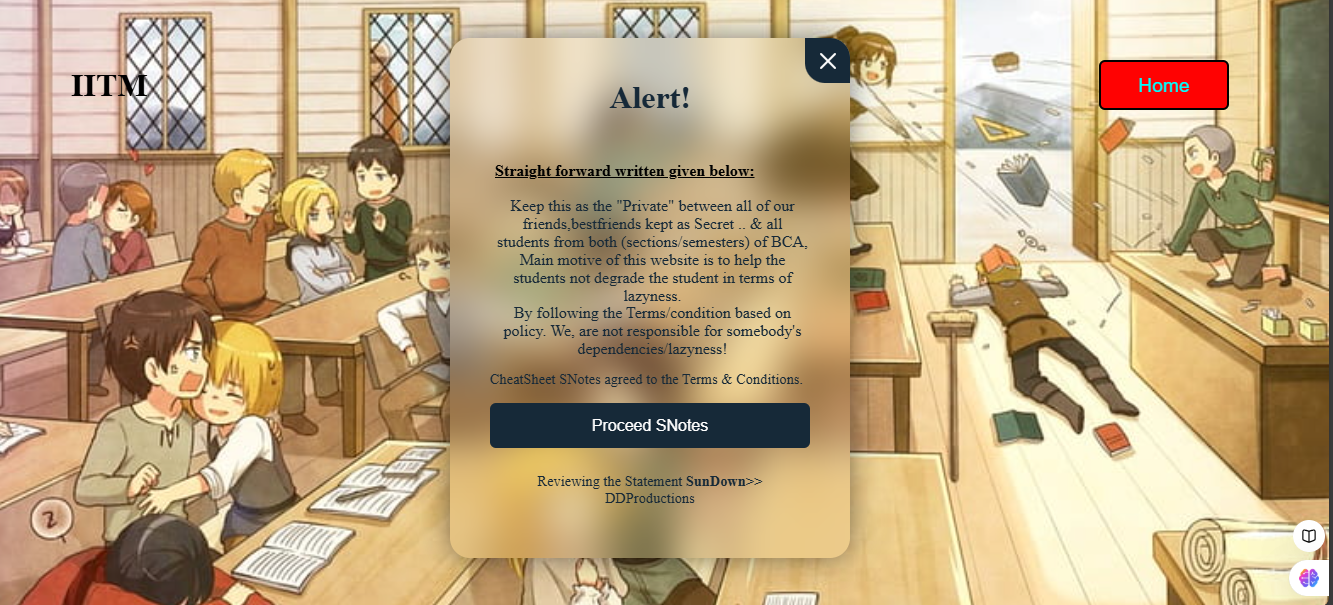 IITM
Home
Alert!
Straight forward written given below:
Keep this as the "Private" between all of our
friends,bestfriends kept as Secret .. & all
students from both (sections/semesters) of BCA,
Main motive of this website is to help the
students not degrade the student in terms of
lazyness.
By following the Terms/condition based on
policy. We, are not responsible for somebody's
dependencies/lazyness!
CheatSheet SNotes agreed to the Terms & Conditions.
Proceed SNotes
Reviewing the Statement SunDown>>
DDProductions